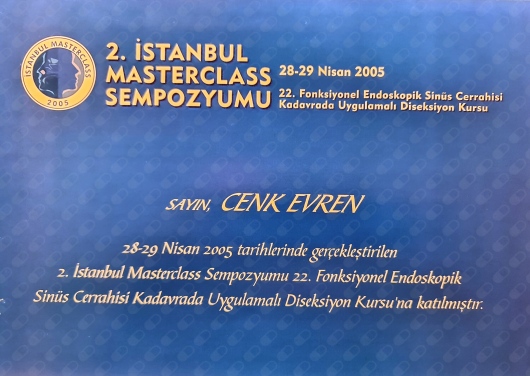 İSTANBUL MASTERCLASS
2005
2. İSTANBUL
MASTERCLASS
SEMPOZYUMU
28-29 Nisan 2005
22. Fonksiyonel Endoskopik Sinüs Cerrahisi
Kadavrada Uygulamalı Diseksiyon Kursu
SAYIN, CENK EVREN
28-29 Nisan 2005 tarihlerinde gerçekleştirilen
2. İstanbul Masterclass Sempozyumu 22. Fonksiyonel Endoskopik
Sinüs Cerrahisi Kadavrada Uygulamalı Diseksiyon Kursu'na katılmıştır.